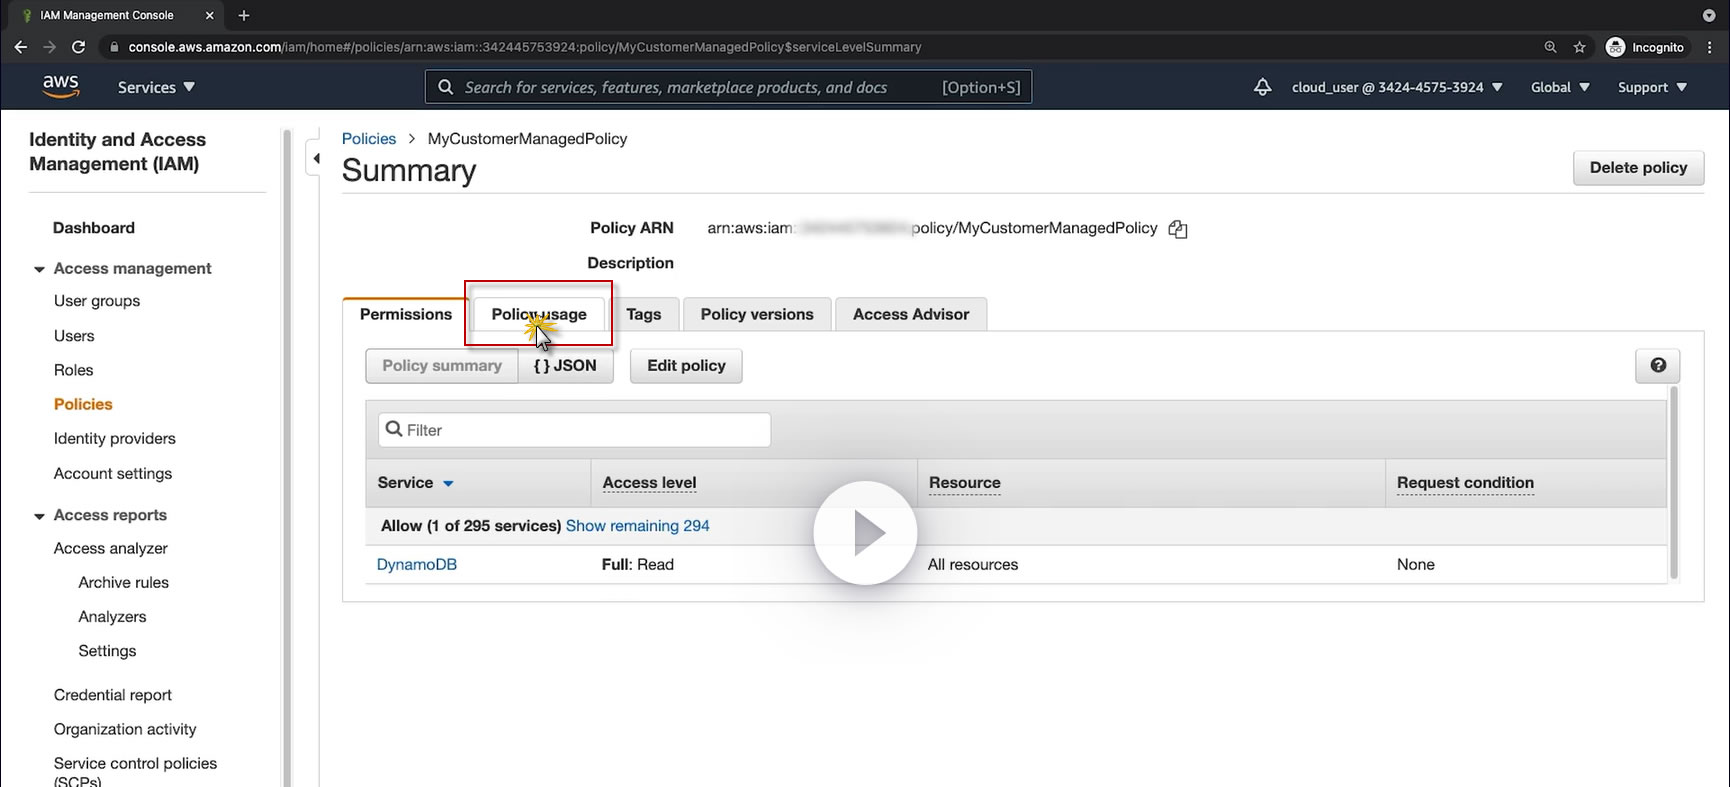 IAM Management Console
console.aws.amazon.com/iam/home#/policies/arn:aws:iam::342445753924:policy/MyCustomerManagedPolicy$serviceLevelSummary
Incognito
aws
Services
Search for services, features, marketplace products, and docs [Option+S]
cloud_user @ 3424-4575-3924
Global
Support
Identity and Access
Management (IAM)
Dashboard
Access management
User groups
Users
Roles
Policies
Identity providers
Account settings
Access reports
Access analyzer
Archive rules
Analyzers
Settings
Credential report
Organization activity
Service control policies
(SCPs)
Policies > MyCustomerManagedPolicy
Summary
Delete policy
Policy ARN arn:aws:iam: policy/MyCustomerManagedPolicy
Description
Permissions Policy usage Tags Policy versions Access Advisor
Policy summary { } JSON Edit policy ?
Filter
Service Access level Resource Request condition
Allow (1 of 295 services) Show remaining 294
DynamoDB Full: Read All resources None